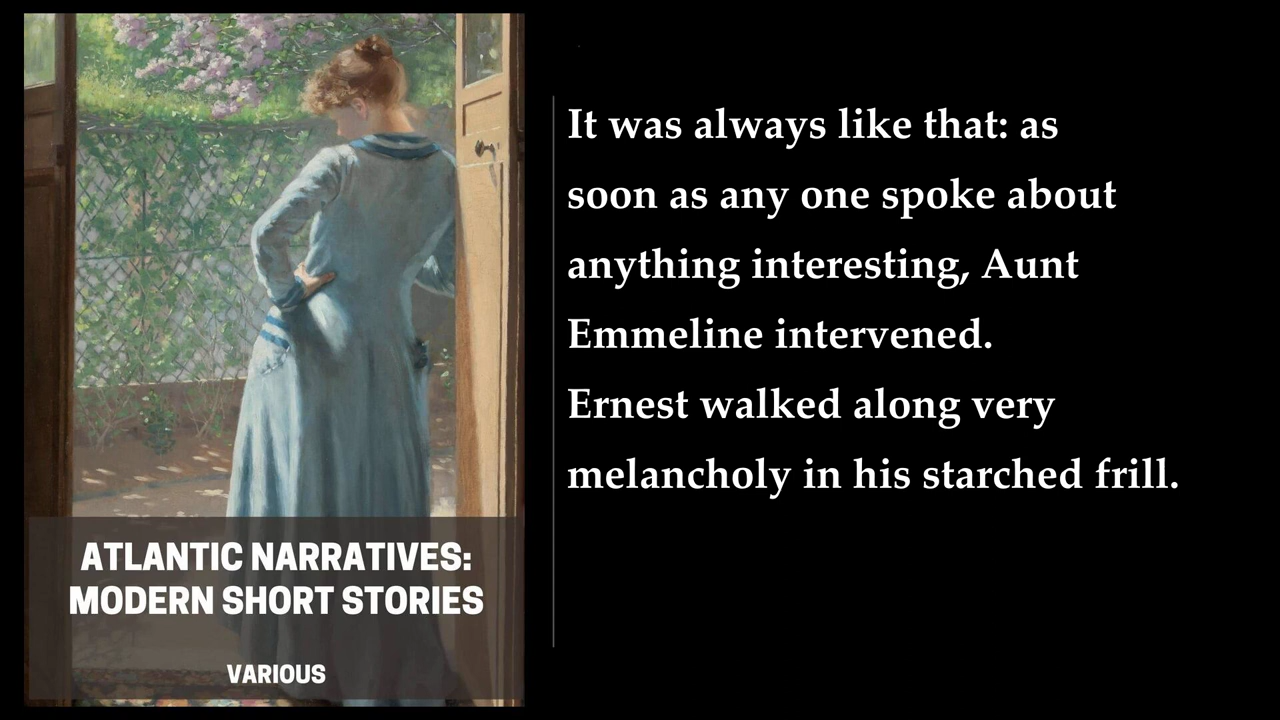 It was always like that: as
soon as any one spoke about
anything interesting, Aunt
Emmeline intervened.
Ernest walked along very
melancholy in his starched frill.
ATLANTIC NARRATIVES:
MODERN SHORT STORIES
VARIOUS